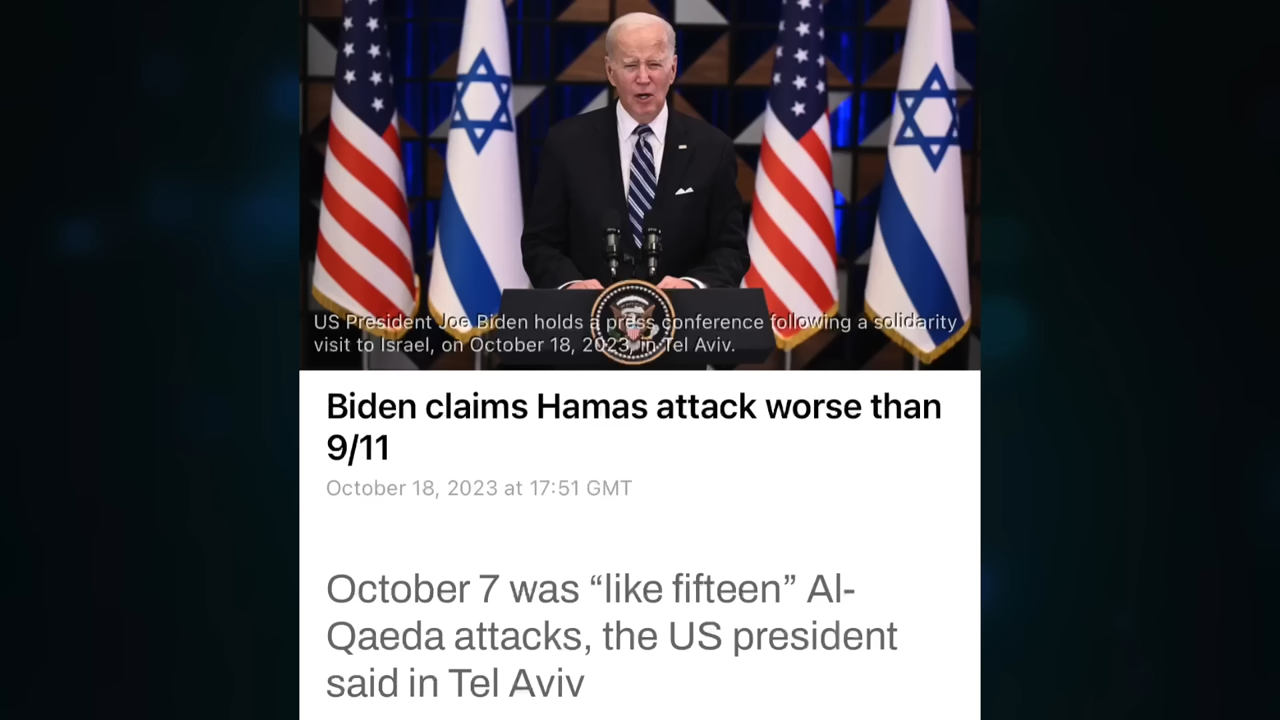 US President Joe Biden holds a press conference following a solidarity
visit to Israel, on October 18, 2023, in Tel Aviv.
Biden claims Hamas attack worse than
9/11
October 18, 2023 at 17:51 GMT
October 7 was “like fifteen” Al-
Qaeda attacks, the US president
said in Tel Aviv